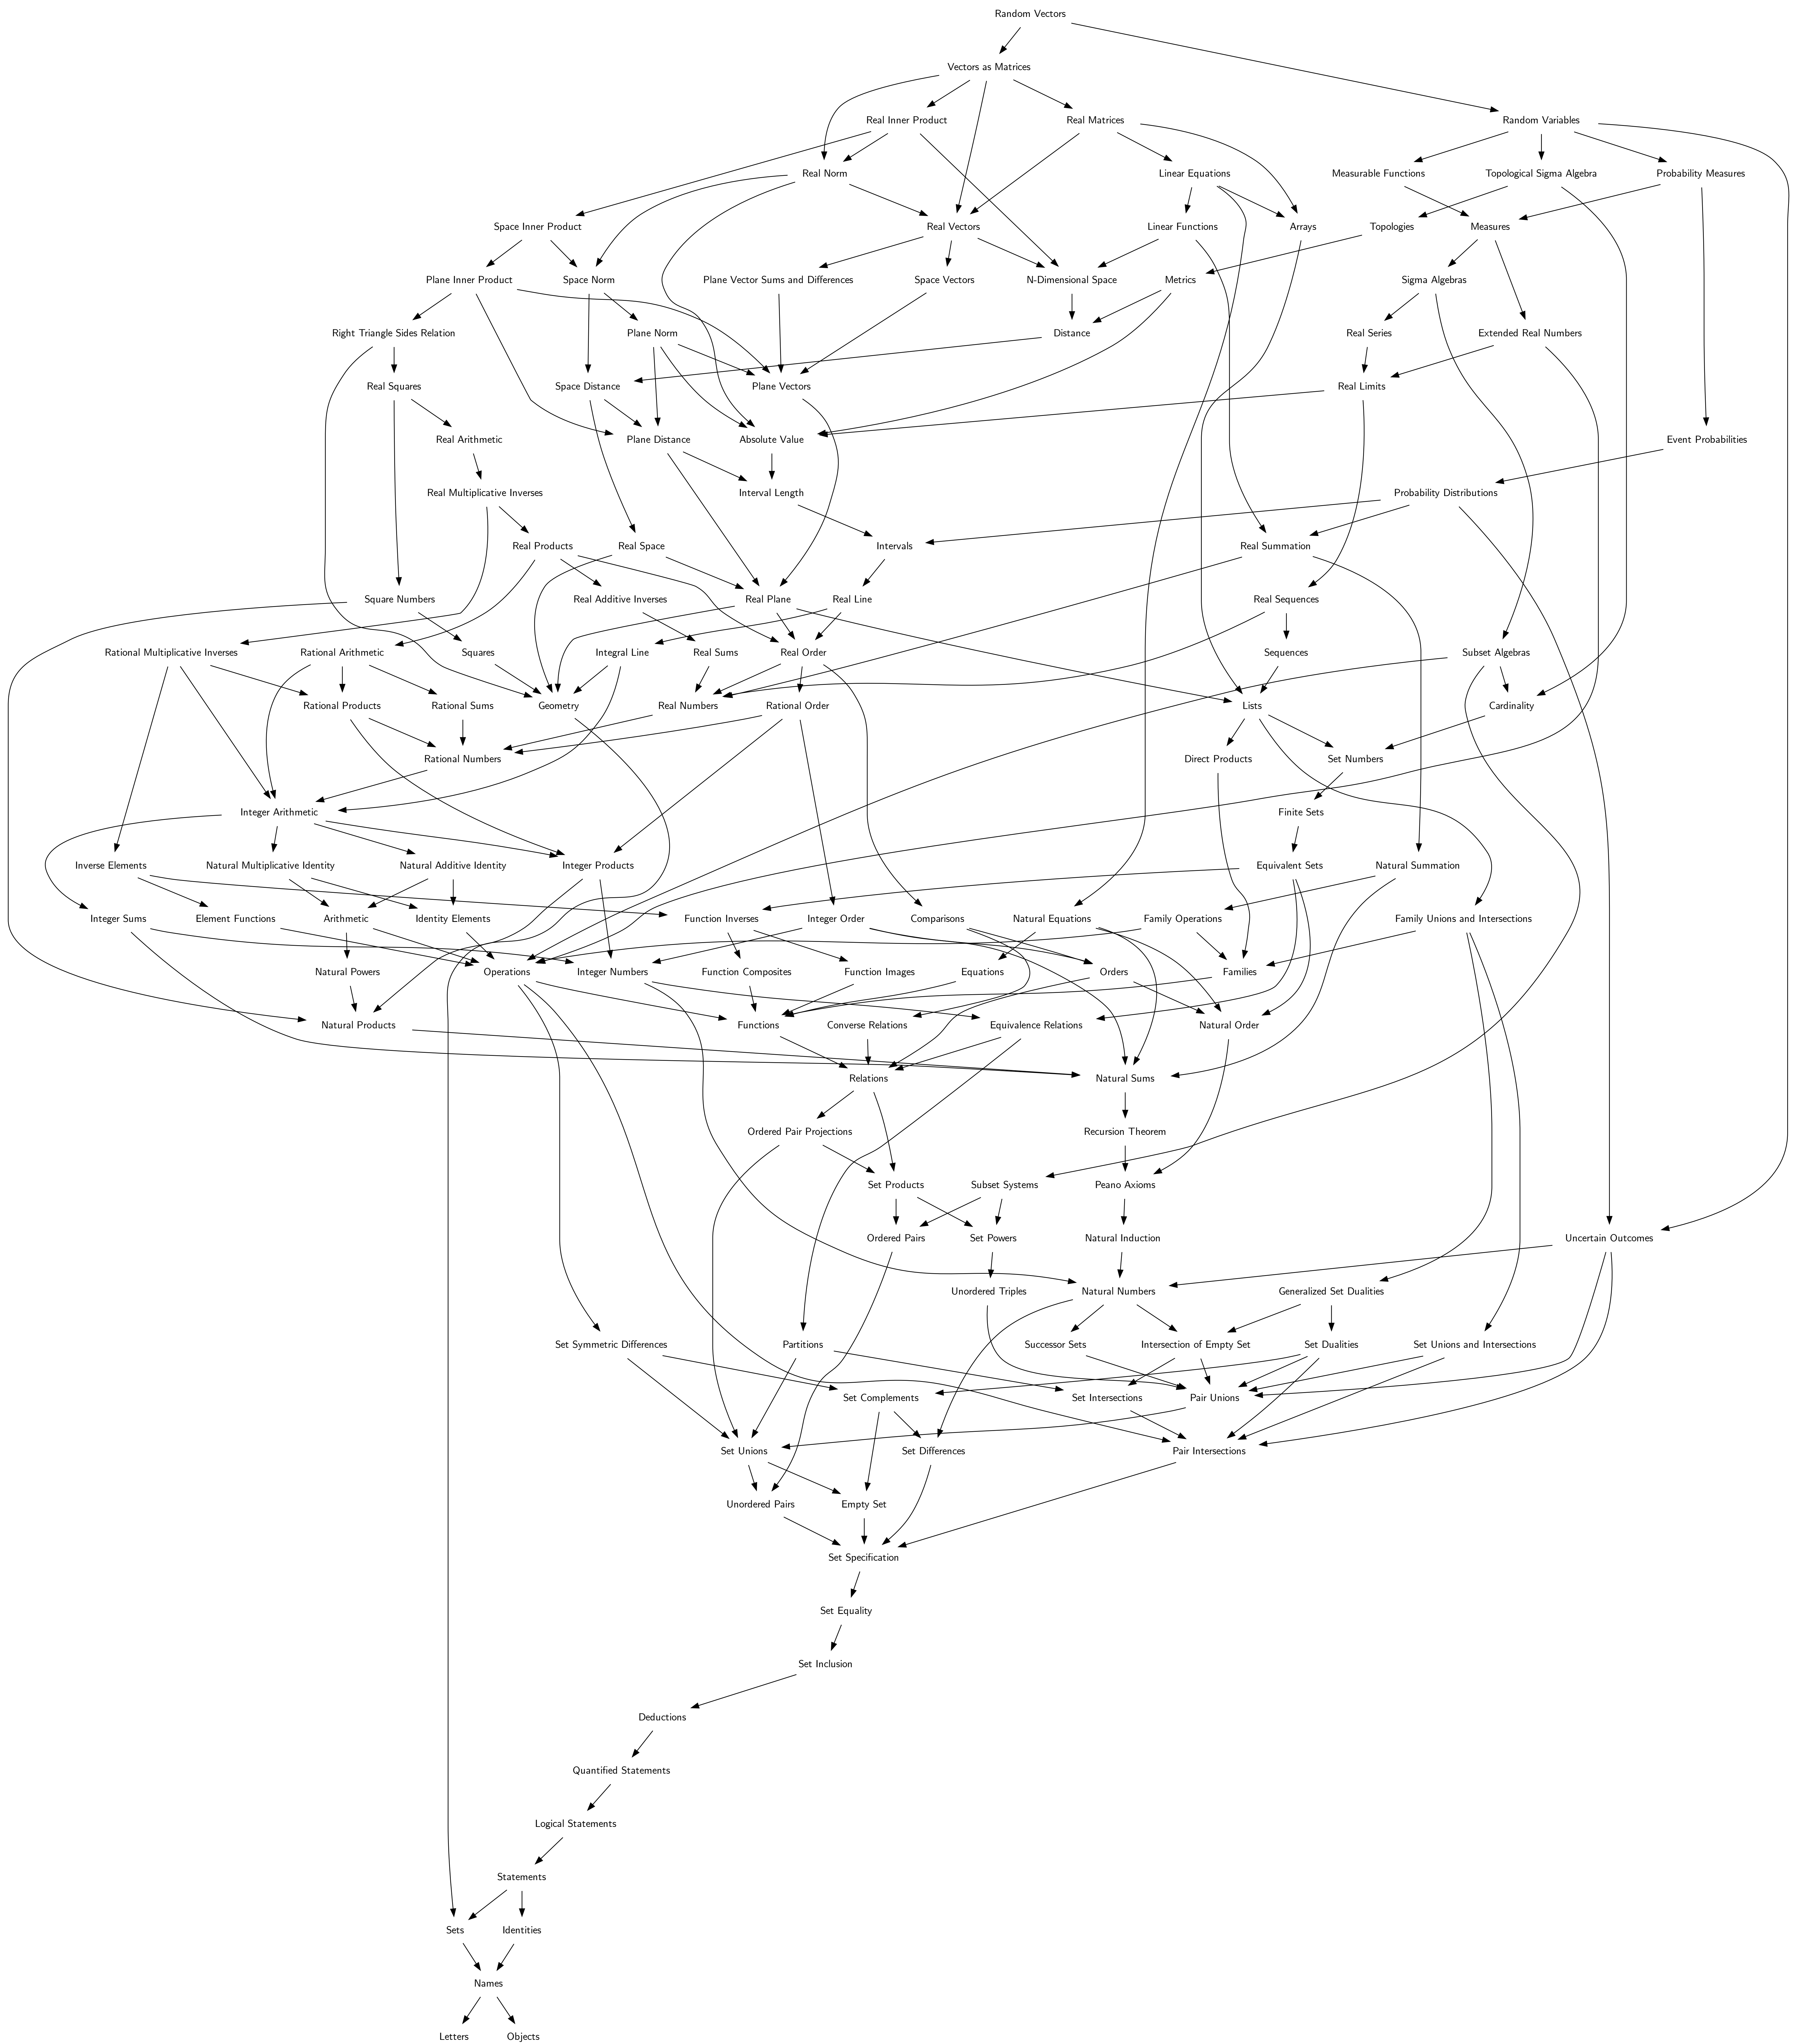 Random Vectors
Vectors as Matrices
Real Inner Product
Real Matrices
Random Variables
Real Norm
Linear Equations
Measurable Functions
Topological Sigma Algebra
Probability Measures
Space Inner Product
Real Vectors
Linear Functions
Arrays
Topologies
Measures
Plane Inner Product
Space Norm
Plane Vector Sums and Differences
Space Vectors
N-Dimensional Space
Metrics
Sigma Algebras
Right Triangle Sides Relation
Plane Norm
Distance
Real Series
Extended Real Numbers
Real Squares
Space Distance
Plane Vectors
Real Limits
Real Arithmetic
Plane Distance
Absolute Value
Event Probabilities
Real Multiplicative Inverses
Interval Length
Probability Distributions
Real Products
Real Space
Intervals
Real Summation
Square Numbers
Real Additive Inverses
Real Plane
Real Line
Real Sequences
Rational Multiplicative Inverses
Rational Arithmetic
Squares
Integral Line
Real Sums
Real Order
Sequences
Subset Algebras
Rational Products
Rational Sums
Geometry
Real Numbers
Rational Order
Lists
Cardinality
Rational Numbers
Direct Products
Set Numbers
Integer Arithmetic
Finite Sets
Inverse Elements
Natural Multiplicative Identity
Natural Additive Identity
Integer Products
Equivalent Sets
Natural Summation
Integer Sums
Element Functions
Arithmetic
Identity Elements
Function Inverses
Integer Order
Comparisons
Natural Equations
Family Operations
Family Unions and Intersections
Natural Powers
Operations
Integer Numbers
Function Composites
Function Images
Equations
Orders
Families
Natural Products
Functions
Converse Relations
Equivalence Relations
Natural Order
Relations
Natural Sums
Ordered Pair Projections
Recursion Theorem
Set Products
Subset Systems
Peano Axioms
Ordered Pairs
Set Powers
Natural Induction
Uncertain Outcomes
Unordered Triples
Natural Numbers
Generalized Set Dualities
Set Symmetric Differences
Partitions
Successor Sets
Intersection of Empty Set
Set Dualities
Set Unions and Intersections
Set Complements
Set Intersections
Pair Unions
Set Unions
Set Differences
Pair Intersections
Unordered Pairs
Empty Set
Set Specification
Set Equality
Set Inclusion
Deductions
Quantified Statements
Logical Statements
Statements
Sets
Identities
Names
Letters
Objects